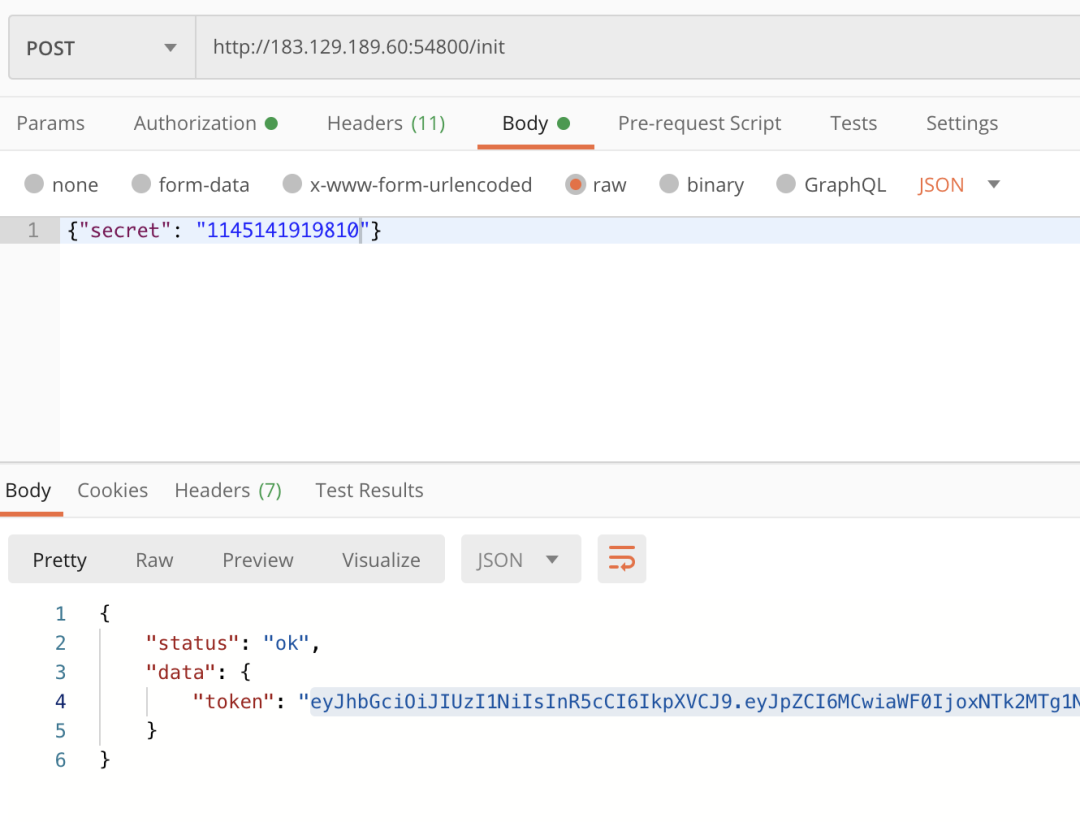 POST http://183.129.189.60:54800/init
Params Authorization Headers (11) Body Pre-request Script Tests Settings
none form-data x-www-form-urlencoded raw binary GraphQL JSON
1 {"secret": "1145141919810"}
Body Cookies Headers (7) Test Results
Pretty Raw Preview Visualize JSON
1 {
2 "status": "ok",
3 "data": {
4 "token": "eyJhbGciOiJIUzI1NiIsInR5cCI6IkpXVCJ9.eyJpZCI6MCwiaWF0IjoxNTk2MTg1N
5 }
6 }